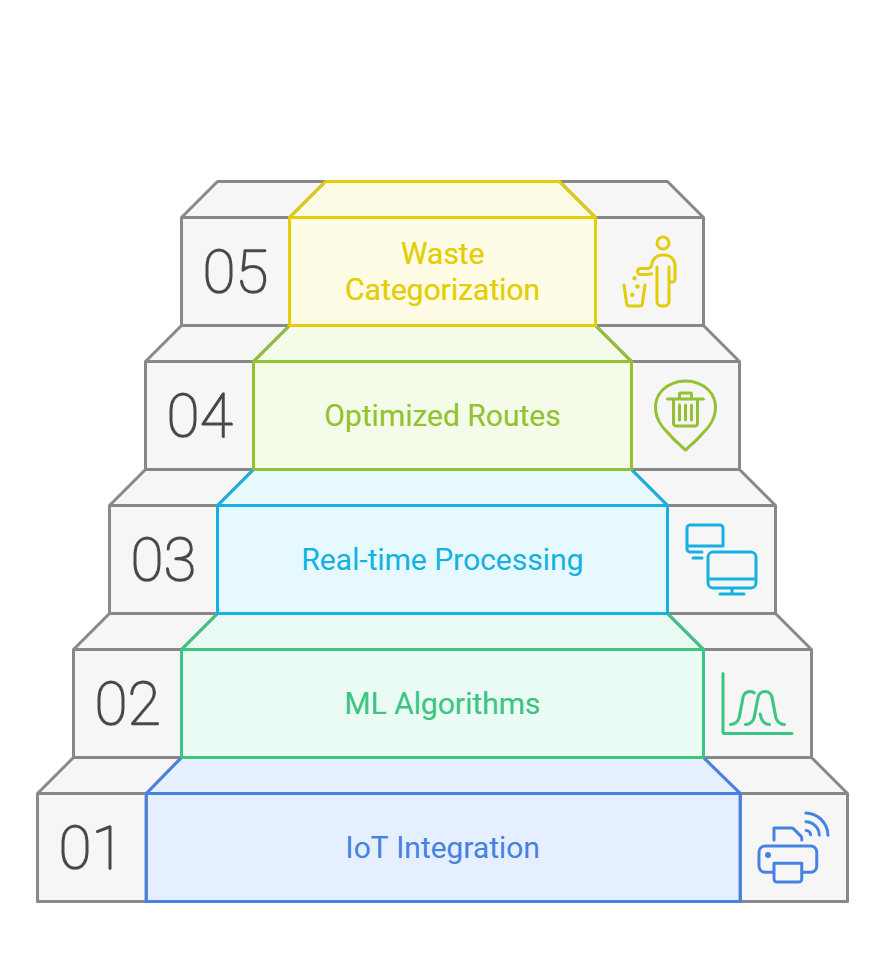 05
Waste
Categorization
04
Optimized Routes
03
Real-time Processing
02
ML Algorithms
01
IoT Integration